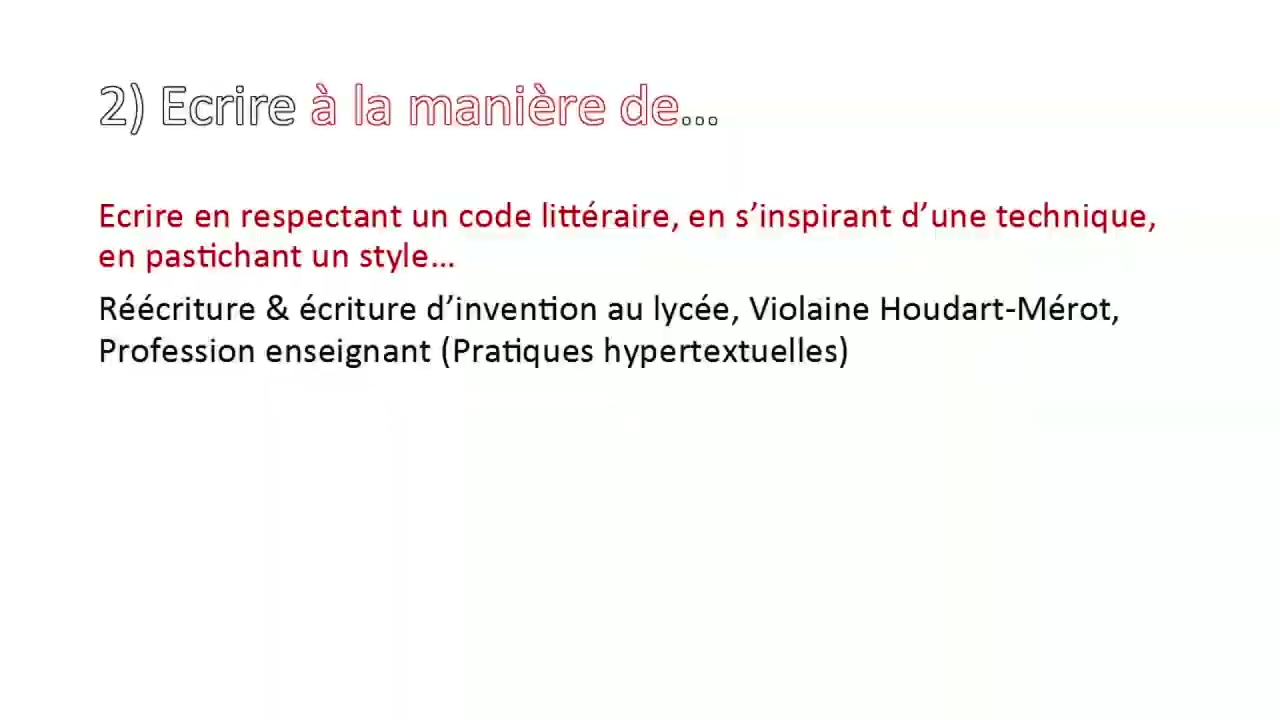 2) Ecrire à la manière de...
Ecrire en respectant un code littéraire, en s’inspirant d’une technique,
en pastichant un style...
Réécriture & écriture d’invention au lycée, Violaine Houdart-Mérot,
Profession enseignant (Pratiques hypertextuelles)